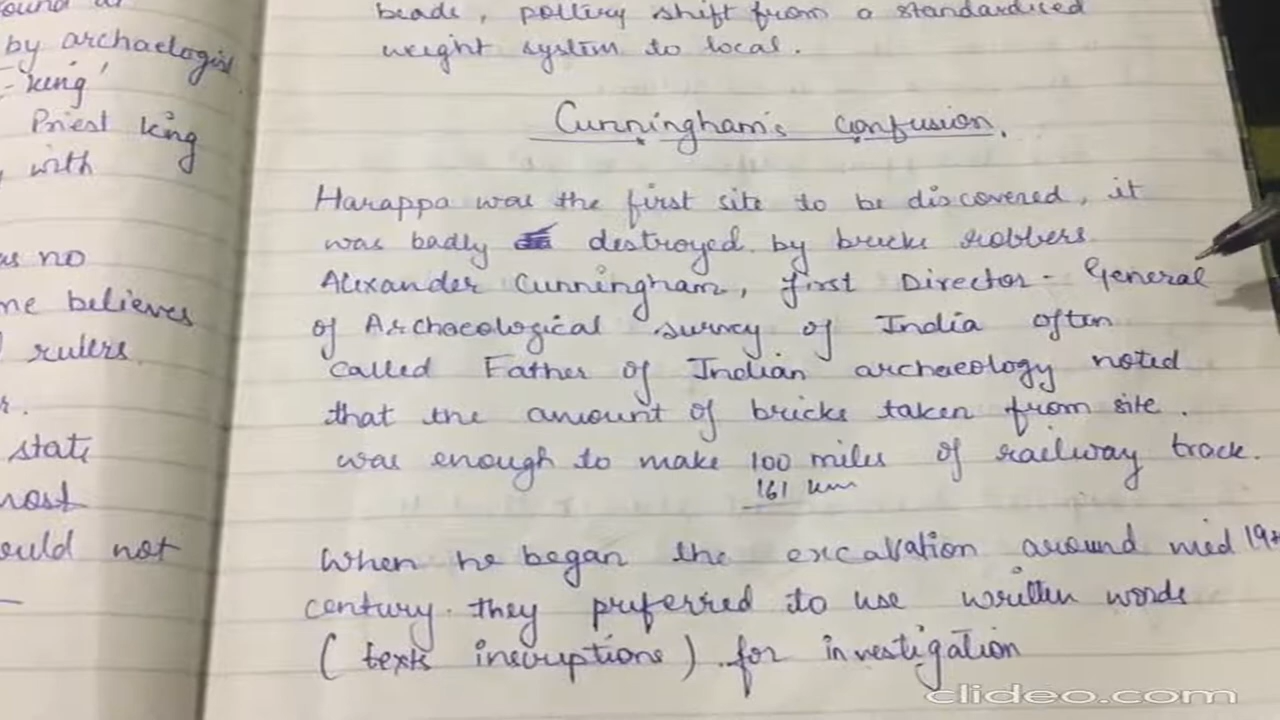 by archaelogist
king'
Priest king
with
no
believes
rulers.
state
not
beads, pottery shift from a standardised
weight system to local.
Cunningham's confusion.
Harappa was the first site to be discovered, it
was badly destroyed by bricks robbers.
Alexander Cunningham, first Director - General
of Archaeological survey of India often
called Father of Indian archaeology noted
that the amount of bricks taken from site.
was enough to make 100 miles of railway track.
161 km
When he began the excavation around mid 19
century. they preferred to use written words
(texts inscriptions) for investigation
clideo.com